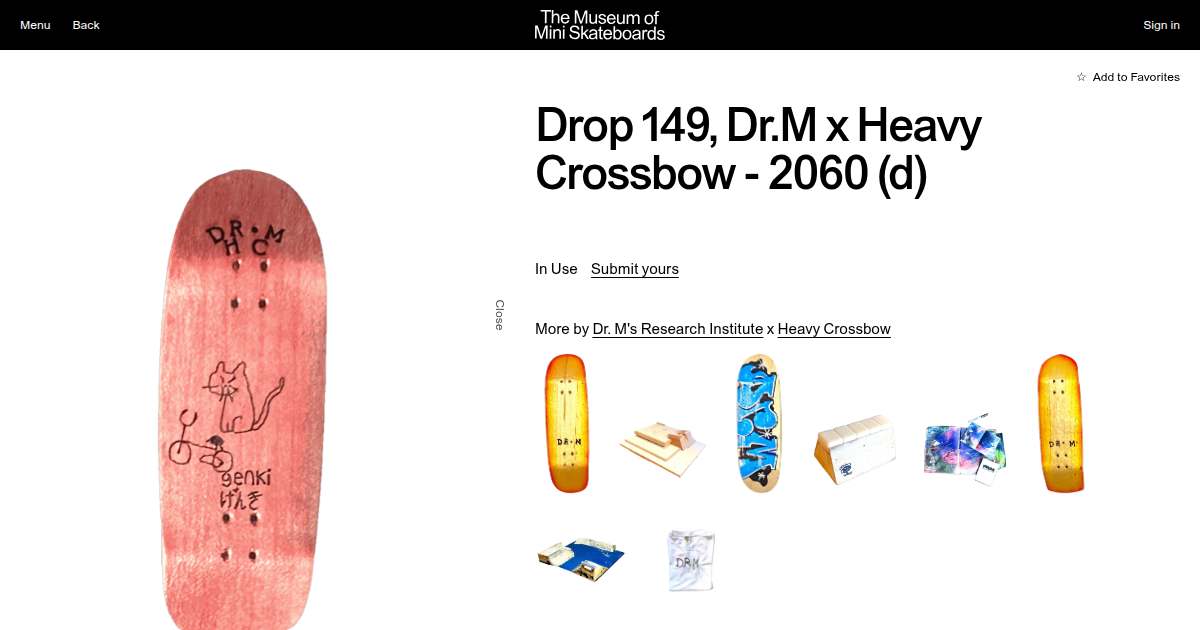 Menu
Back
The Museum of
Mini Skateboards
Sign in
☆ Add to Favorites
Drop 149, Dr.M x Heavy
Crossbow - 2060 (d)
In Use
Submit yours
Close
More by Dr. M's Research Institute x Heavy Crossbow
DR·M
HC
genki
げんき
DR·M
DR·M
DRM